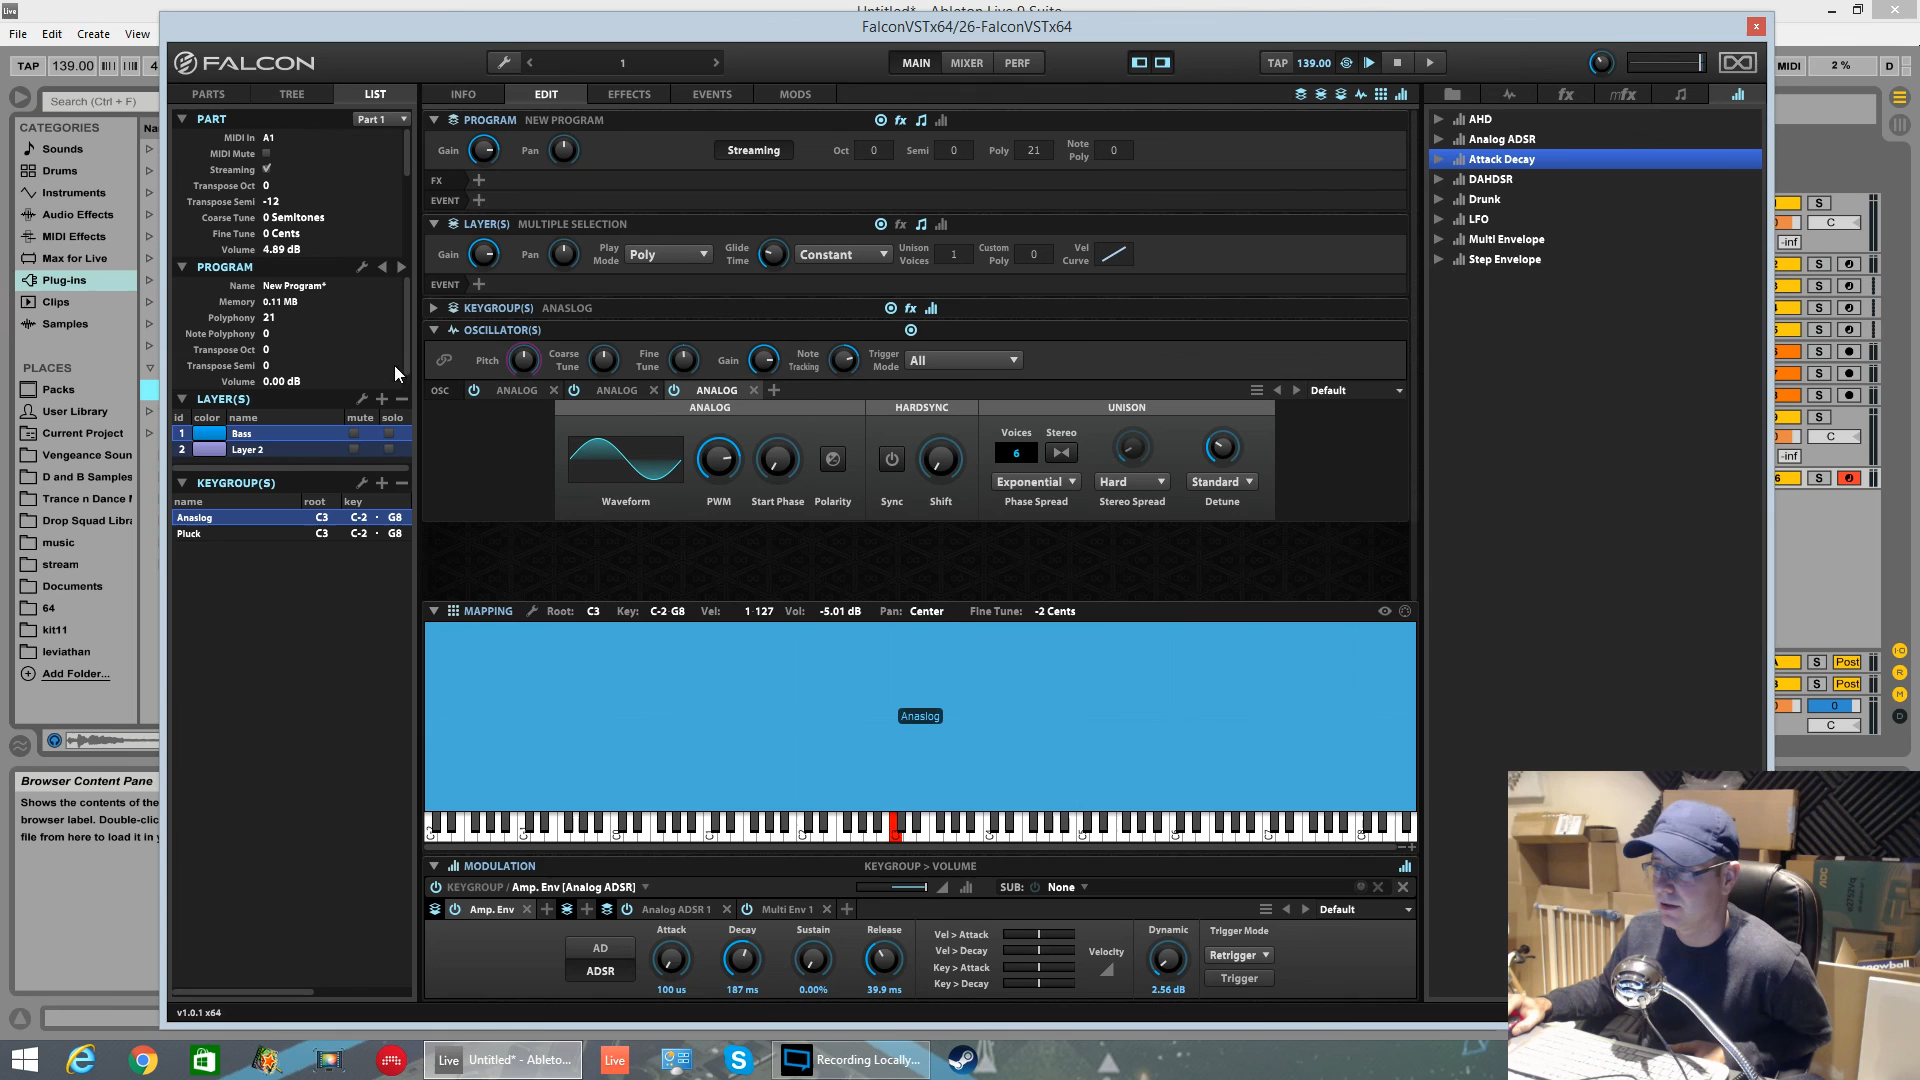 Live
Untitled* - Ableton Live 9 Suite
FalconVSTx64/26-FalconVSTx64
File Edit Create View
FALCON
1
MAIN MIXER PERF
TAP 139.00
TAP 139.00
MIDI 2 % D
Search (Ctrl + F)
CATEGORIES
Sounds
Drums
Instruments
Audio Effects
MIDI Effects
Max for Live
Plug-ins
Clips
Samples
PLACES
Packs
User Library
Current Project
Vengeance Soun
D and B Samples
Trance n Dance
Drop Squad Libr
music
stream
Documents
64
kit11
leviathan
Add Folder...
Browser Content Pane
Shows the contents of the
browser label. Double-clic
file from here to load it in
PARTS TREE LIST
PART Part 1
MIDI In A1
MIDI Mute
Streaming
Transpose Oct 0
Transpose Semi -12
Coarse Tune 0 Semitones
Fine Tune 0 Cents
Volume 4.89 dB
PROGRAM
Name New Program*
Memory 0.11 MB
Polyphony 21
Note Polyphony 0
Transpose Oct 0
Transpose Semi 0
Volume 0.00 dB
LAYER(S)
id color name mute solo
1 Bass
2 Layer 2
KEYGROUP(S)
name root key
Anaslog C3 C-2 · G8
Pluck C3 C-2 · G8
v1.0.1 x64
INFO EDIT EFFECTS EVENTS MODS
PROGRAM NEW PROGRAM fx
Gain Pan Streaming Oct 0 Semi 0 Poly 21 Note Poly 0
FX
EVENT
LAYER(S) MULTIPLE SELECTION fx
Gain Pan Play Mode Poly Glide Time Constant Unison Voices 1 Custom Poly 0 Vel Curve
EVENT
KEYGROUP(S) ANASLOG fx
OSCILLATOR(S)
Pitch Coarse Tune Fine Tune Gain Note Tracking Trigger Mode All
OSC ANALOG ANALOG ANALOG Default
ANALOG HARDSYNC UNISON
Voices Stereo
6
Exponential Hard Standard
Waveform PWM Start Phase Polarity Sync Shift Phase Spread Stereo Spread Detune
MAPPING Root: C3 Key: C-2 G8 Vel: 1 127 Vol: -5.01 dB Pan: Center Fine Tune: -2 Cents
Anaslog
MODULATION KEYGROUP > VOLUME
KEYGROUP / Amp. Env [Analog ADSR] SUB: None
Amp. Env Analog ADSR 1 Multi Env 1 Default
Attack Decay Sustain Release
AD
ADSR
100 us 187 ms 0.00% 39.9 ms
Vel > Attack
Vel > Decay
Key > Attack
Key > Decay
Velocity
Dynamic
2.56 dB
Trigger Mode
Retrigger
Trigger
fx mfx
AHD
Analog ADSR
Attack Decay
DAHDSR
Drunk
LFO
Multi Envelope
Step Envelope
S
C
-inf
S
S
S
S
S
S
S
S
C
-inf
S
S Post
S Post
0
C
Live Untitled* - Ableto...
Live
Recording Locally...
AOC
snowball